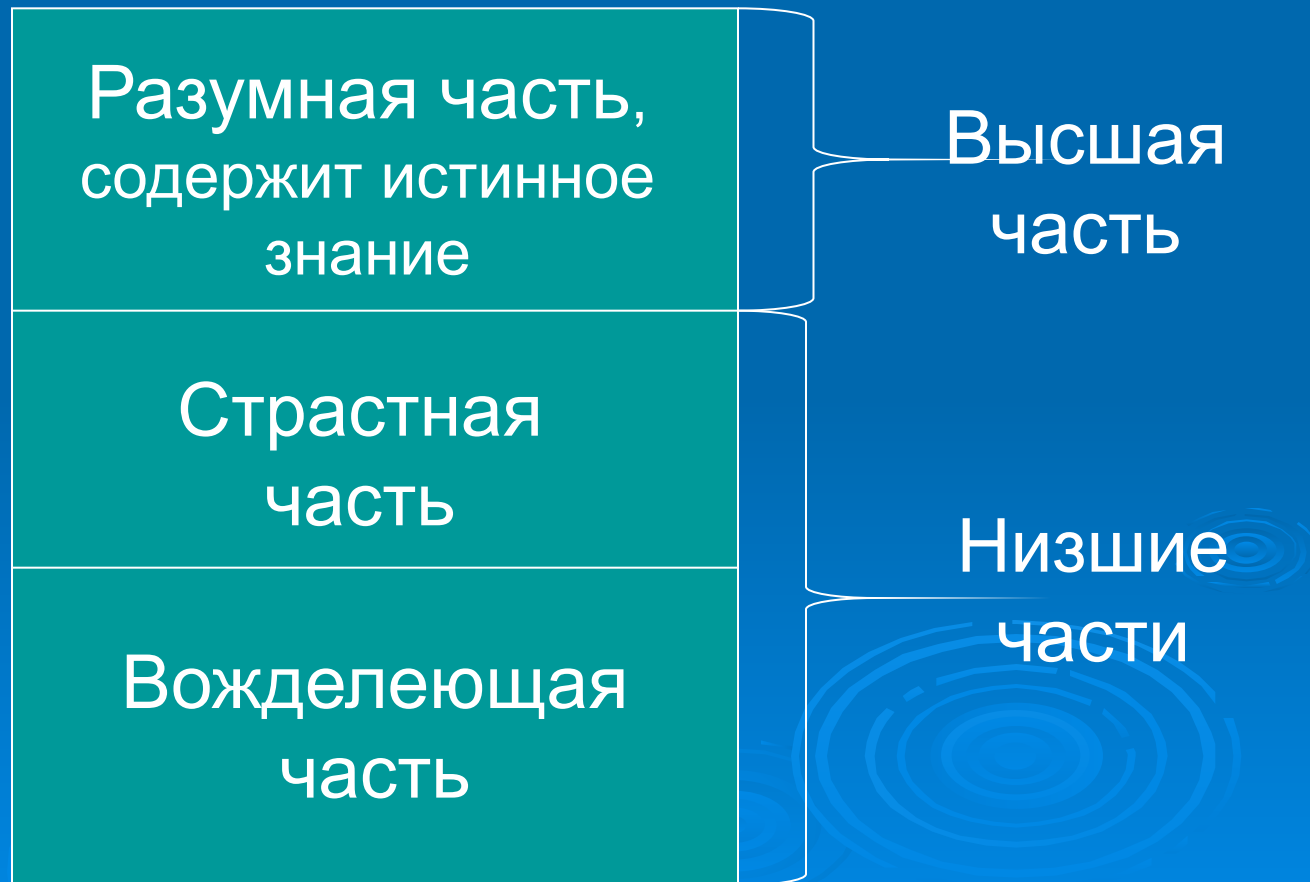 Разумная часть,
содержит истинное
знание
Высшая
часть
Страстная
часть
Вожделеющая
часть
Низшие
части